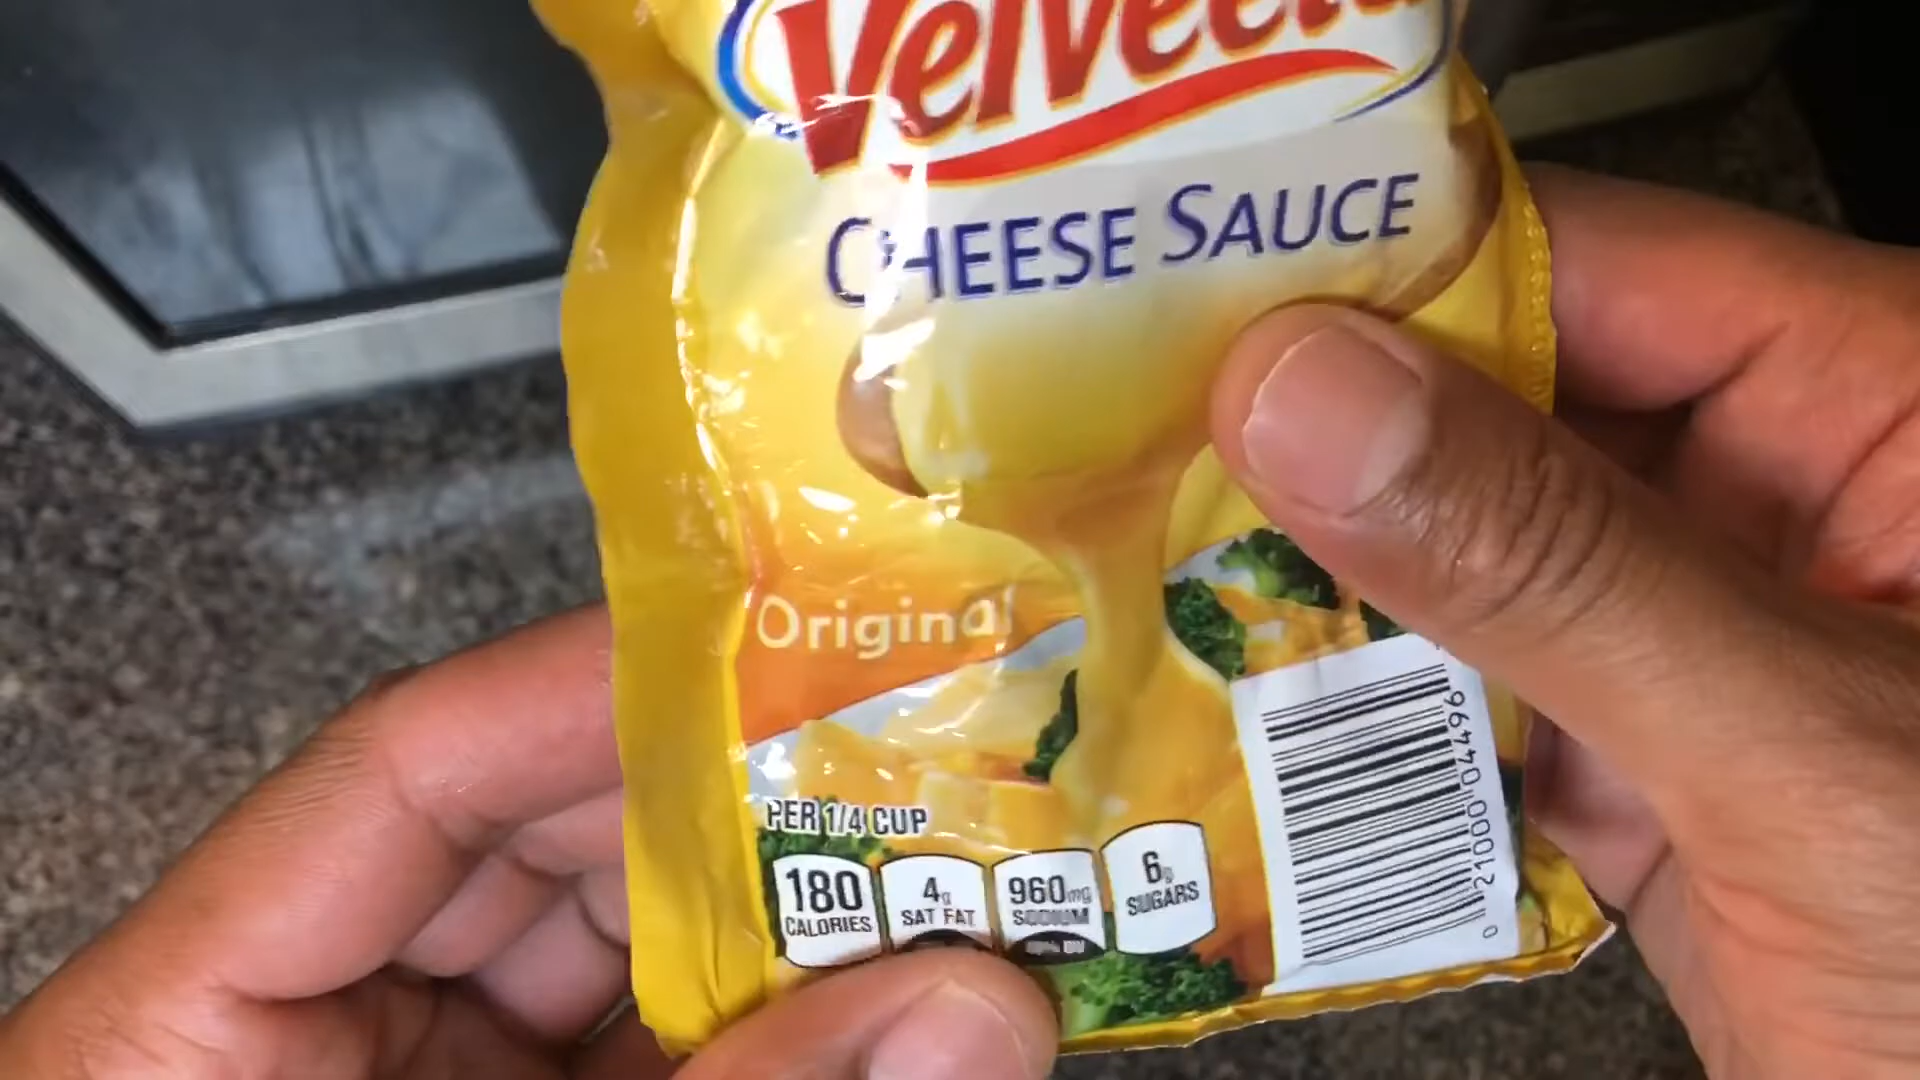 Velveeta
CHEESE SAUCE
Original
PER 1/4 CUP
180
CALORIES
4g
SAT FAT
960mg
SODIUM
6g
SUGARS
0 21000 04496